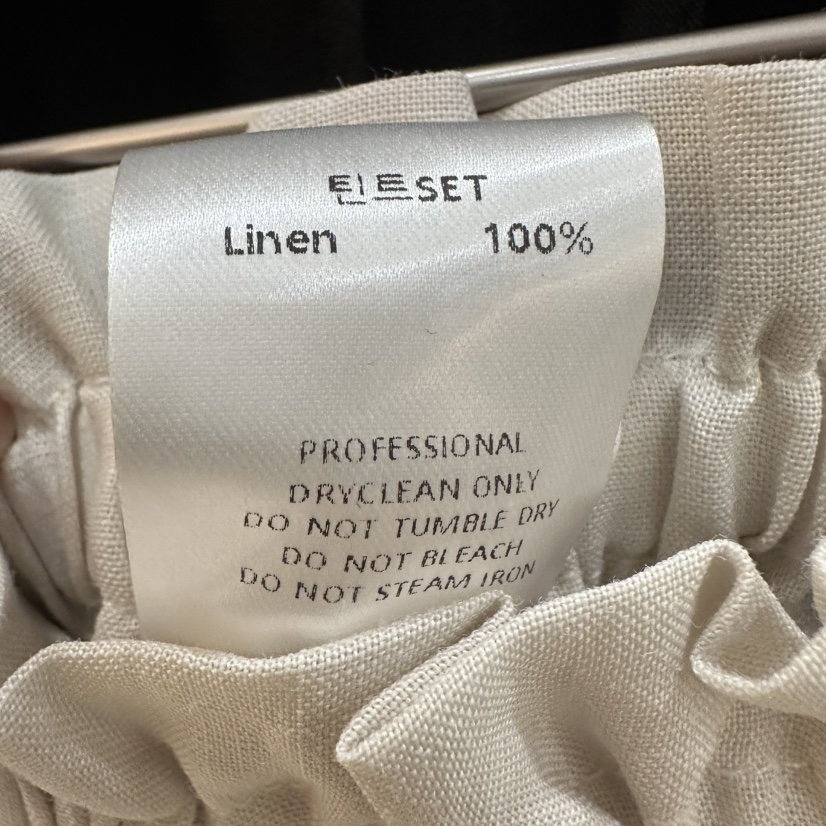 틴트SET
Linen 100%
PROFESSIONAL
DRYCLEAN ONLY
DO NOT TUMBLE DRY
DO NOT BLEACH
DO NOT STEAM IRON